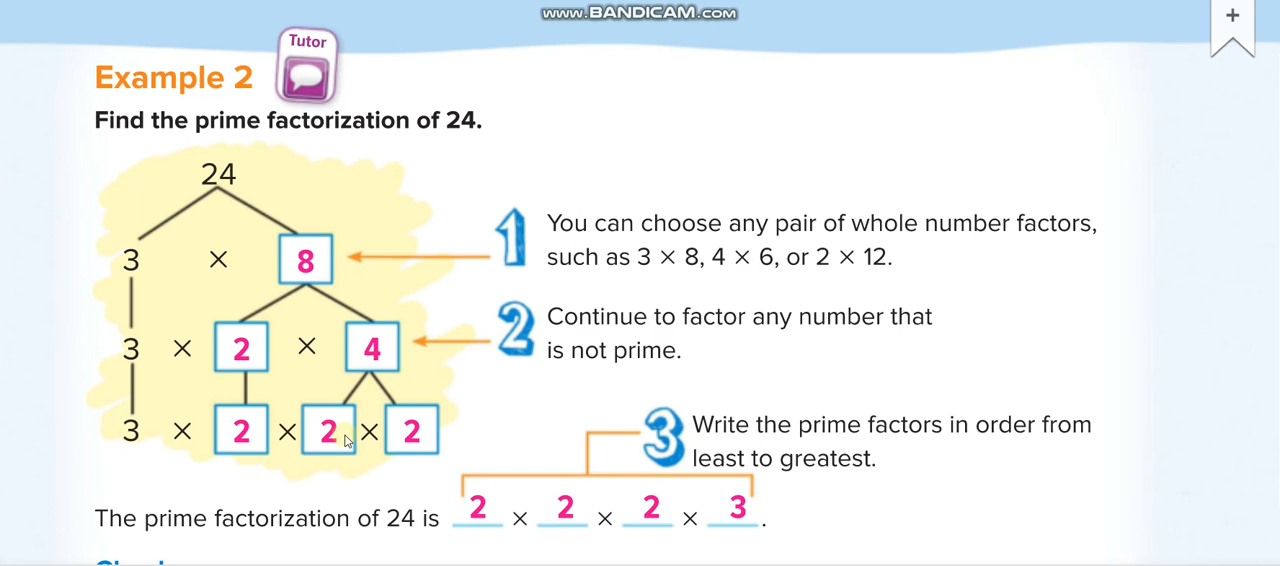 www.BANDICAM.com
Tutor
Example 2
Find the prime factorization of 24.
24
3 × 8
1 You can choose any pair of whole number factors,
such as 3 × 8, 4 × 6, or 2 × 12.
3 × 2 × 4
2 Continue to factor any number that
is not prime.
3 × 2 × 2 × 2
3 Write the prime factors in order from
least to greatest.
The prime factorization of 24 is 2 × 2 × 2 × 3.